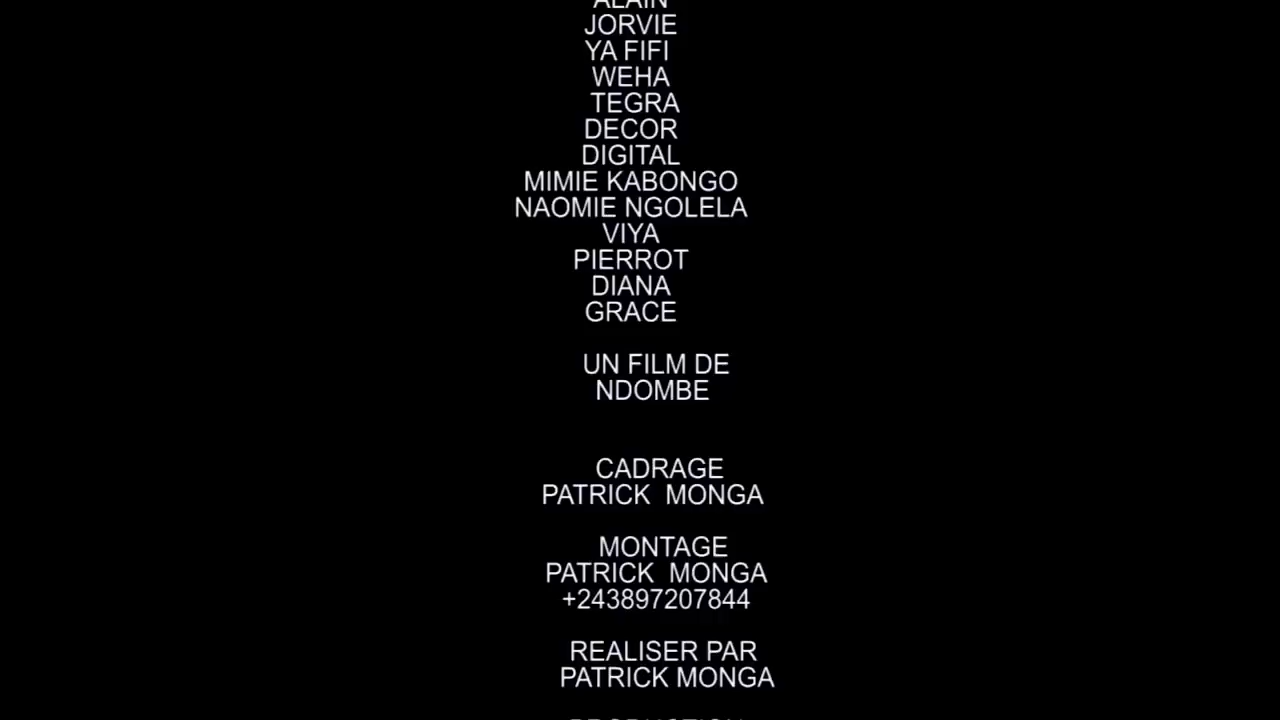 ALAIN
JORVIE
YA FIFI
WEHA
TEGRA
DECOR
DIGITAL
MIMIE KABONGO
NAOMIE NGOLELA
VIYA
PIERROT
DIANA
GRACE
UN FILM DE
NDOMBE
CADRAGE
PATRICK MONGA
MONTAGE
PATRICK MONGA
+243897207844
REALISER PAR
PATRICK MONGA